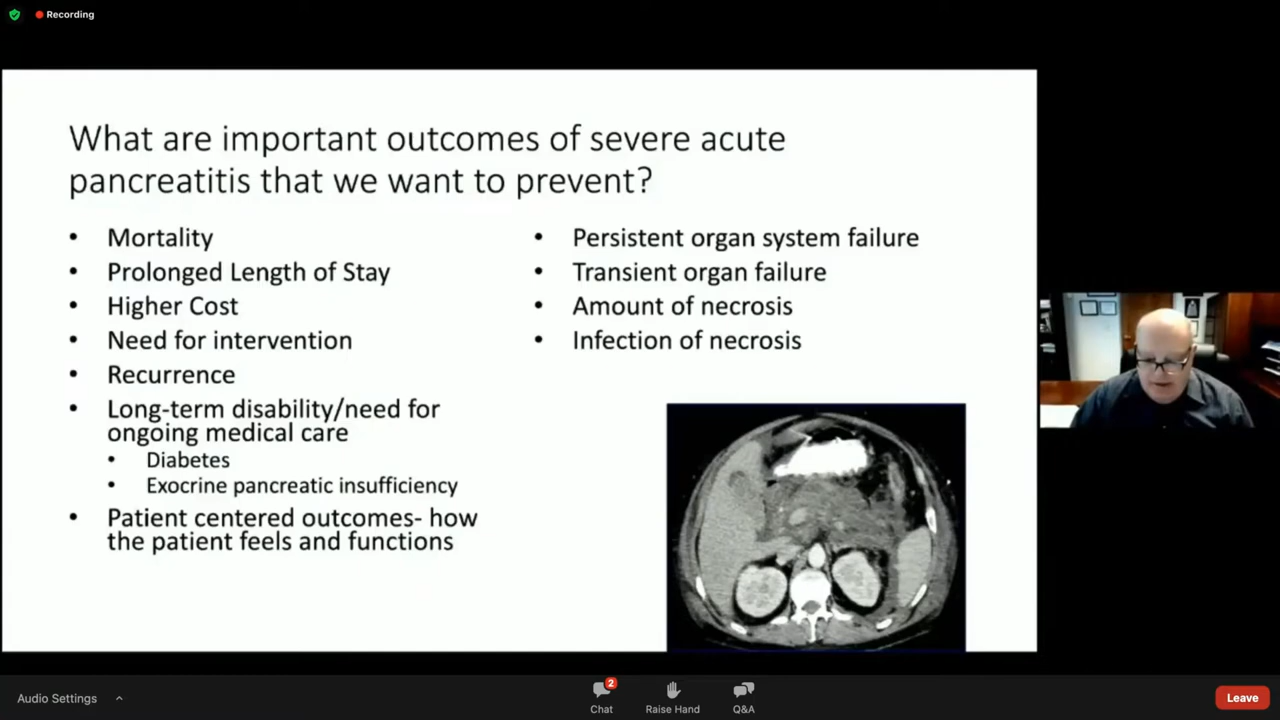 Recording
What are important outcomes of severe acute
pancreatitis that we want to prevent?
• Mortality
• Prolonged Length of Stay
• Higher Cost
• Need for intervention
• Recurrence
• Long-term disability/need for
ongoing medical care
• Diabetes
• Exocrine pancreatic insufficiency
• Patient centered outcomes- how
the patient feels and functions
• Persistent organ system failure
• Transient organ failure
• Amount of necrosis
• Infection of necrosis
Audio Settings
2
Chat
Raise Hand
Q&A
Leave